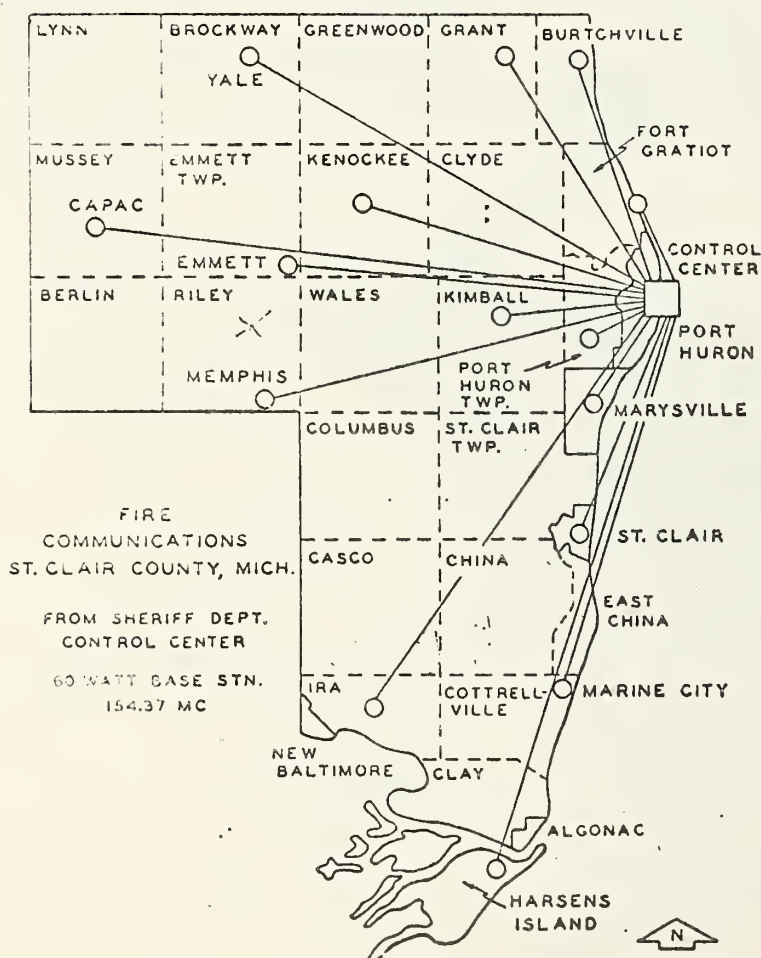 LYNN
BROCKWAY
GREENWOOD
GRANT
BURTCHVILLE
YALE
FORT
GRATIOT
MUSSEY
EMMETT
TWP.
KENOCKEE
CLYDE
CAPAC
EMMETT
CONTROL
CENTER
BERLIN
RILEY
WALES
KIMBALL
PORT
HURON
MEMPHIS
PORT
HURON
TWP.
MARYSVILLE
COLUMBUS
ST. CLAIR
TWP.
FIRE
COMMUNICATIONS
ST. CLAIR COUNTY, MICH.
FROM SHERIFF DEPT.
CONTROL CENTER
60 WATT BASE STN.
154.37 MC
ST. CLAIR
CASCO
CHINA
EAST
CHINA
IRA
COTTRELL-
VILLE
MARINE CITY
NEW
BALTIMORE
CLAY
ALGONAC
HARSENS
ISLAND
N